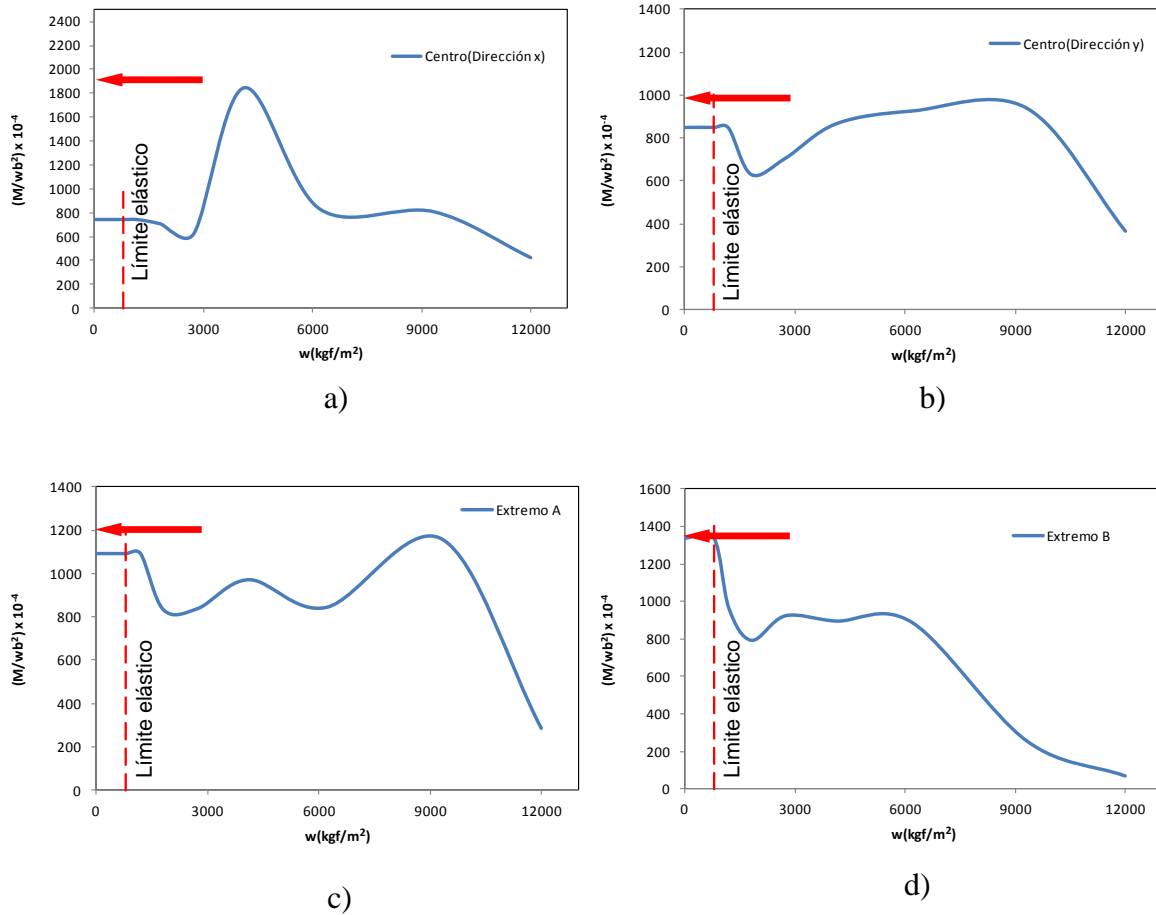 2400
2200
2000
1800
1600
1400
1200
1000
800
600
400
200
0
(M/wb²) x 10⁻⁴
Centro(Dirección x)
Límite elástico
0 3000 6000 9000 12000
w(kgf/m²)
a)
1400
1200
1000
800
600
400
200
0
(M/wb²) x 10⁻⁴
Centro(Dirección y)
Límite elástico
0 3000 6000 9000 12000
w(kgf/m²)
b)
1400
1200
1000
800
600
400
200
0
(M/wb²) x 10⁻⁴
Extremo A
Límite elástico
0 3000 6000 9000 12000
w(kgf/m²)
c)
1600
1400
1200
1000
800
600
400
200
0
(M/wb²) x 10⁻⁴
Extremo B
Límite elástico
0 3000 6000 9000 12000
w(kgf/m²)
d)